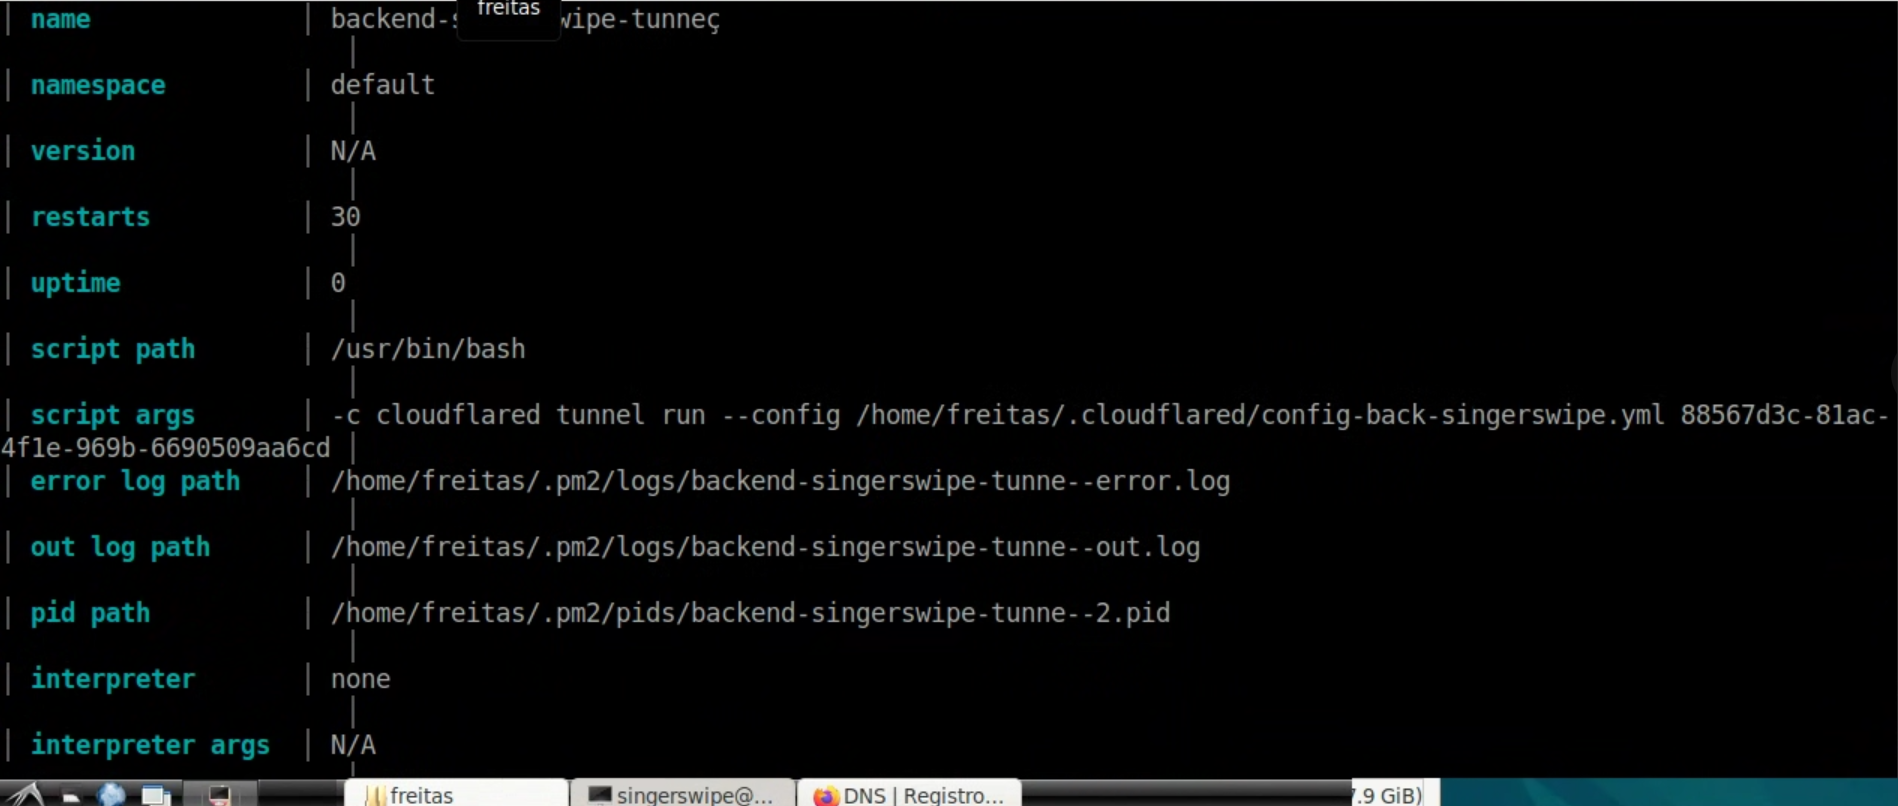 freitas
| name | backend-s wipe-tunneç
|
| namespace | default
|
| version | N/A
|
| restarts | 30
|
| uptime | 0
|
| script path | /usr/bin/bash
|
| script args | -c cloudflared tunnel run --config /home/freitas/.cloudflared/config-back-singerswipe.yml 88567d3c-81ac-
4f1e-969b-6690509aa6cd |
| error log path | /home/freitas/.pm2/logs/backend-singerswipe-tunne--error.log
|
| out log path | /home/freitas/.pm2/logs/backend-singerswipe-tunne--out.log
|
| pid path | /home/freitas/.pm2/pids/backend-singerswipe-tunne--2.pid
|
| interpreter | none
|
| interpreter args | N/A
|
freitas singerswipe@... DNS | Registro... 7.9 GiB)